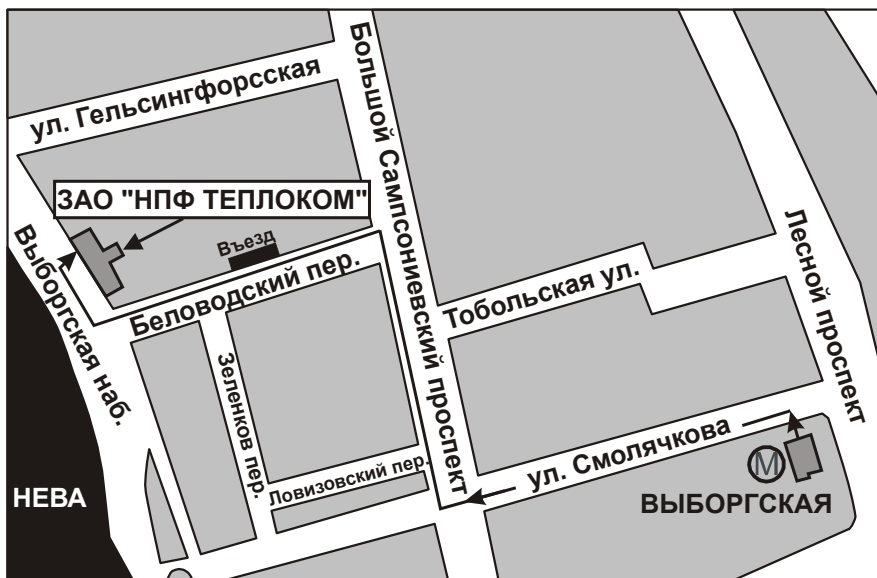 ул. Гельсингфорсская
Большой Сампсониевский проспект
ЗАО "НПФ ТЕПЛОКОМ"
Выборгская наб.
Въезд
Беловодский пер.
Тобольская ул.
Лесной проспект
Зеленков пер.
Ловизовский пер.
ул. Смолячкова
М
ВЫБОРГСКАЯ
НЕВА